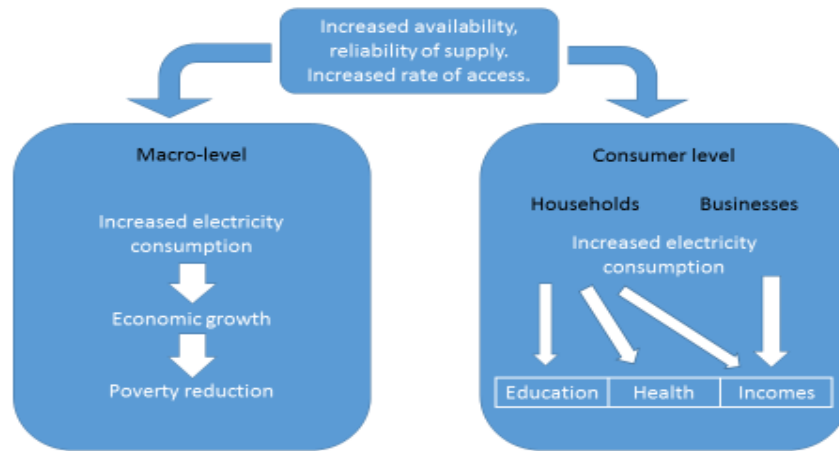 Increased availability,
reliability of supply.
Increased rate of access.
Macro-level
Increased electricity
consumption
Economic growth
Poverty reduction
Consumer level
Households Businesses
Increased electricity
consumption
Education Health Incomes